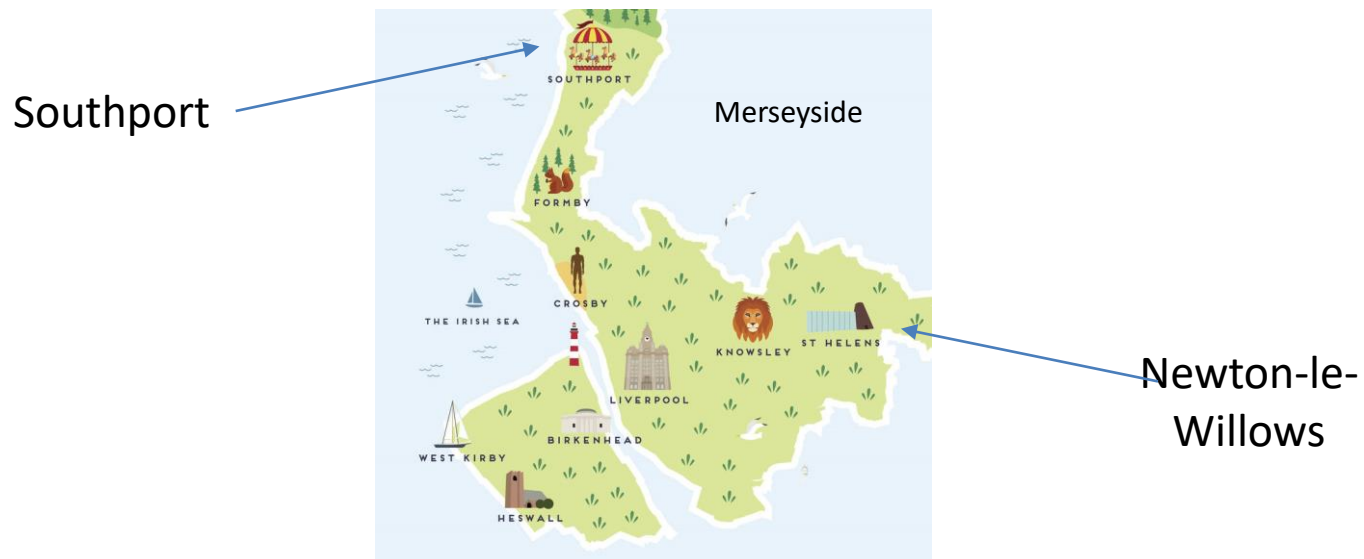 SOUTHPORT
Southport
Merseyside
FORMBY
CROSBY
THE IRISH SEA
KNOWSLEY
ST HELENS
LIVERPOOL
Newton-le-
Willows
BIRKENHEAD
WEST KIRBY
HESWALL